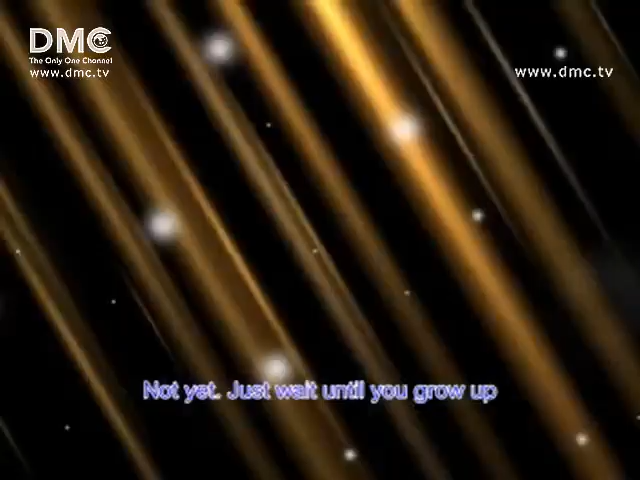 DMC
The Only One Channel
www.dmc.tv
www.dmc.tv
Not yet. Just wait until you grow up